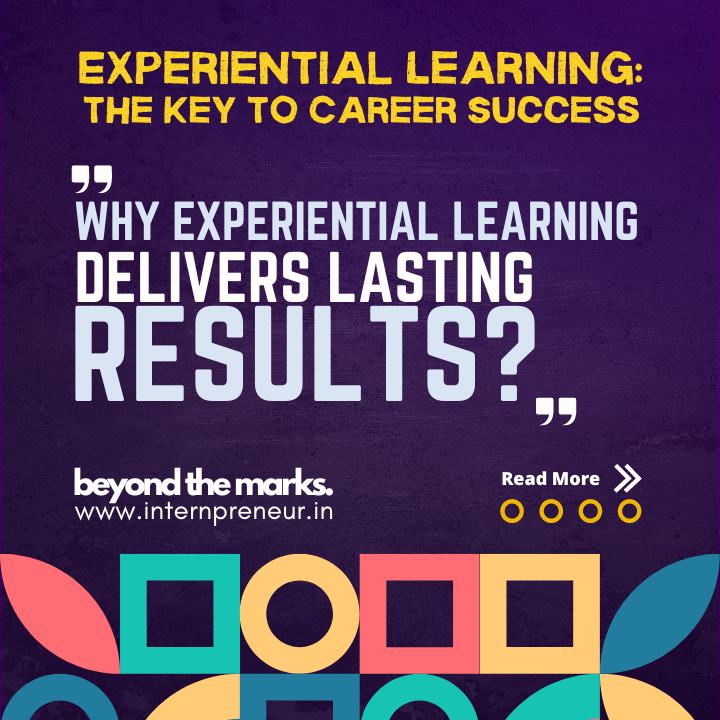 EXPERIENTIAL LEARNING:
THE KEY TO CAREER SUCCESS
”
WHY EXPERIENTIAL LEARNING
DELIVERS LASTING
RESULTS?
”
beyond the marks.
www.internpreneur.in
Read More »